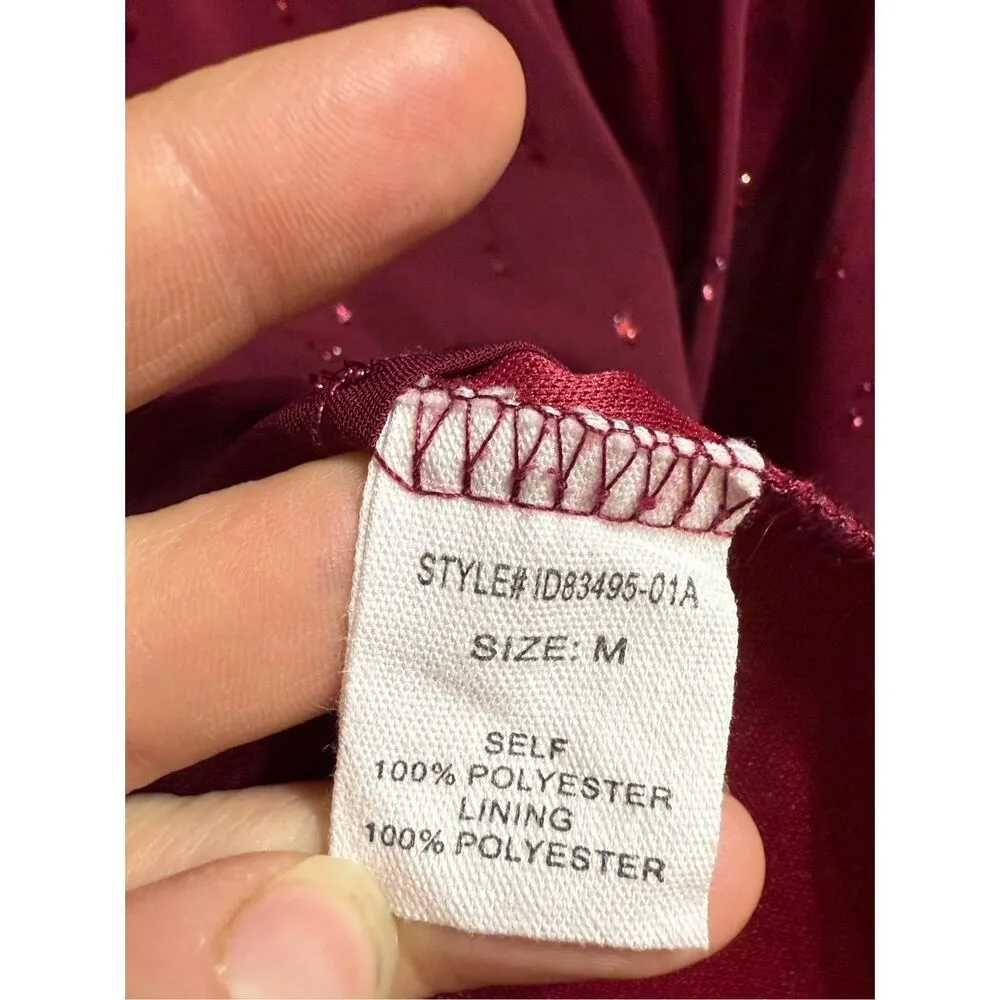 STYLE# ID83495-01A
SIZE: M
SELF
100% POLYESTER
LINING
100% POLYESTER